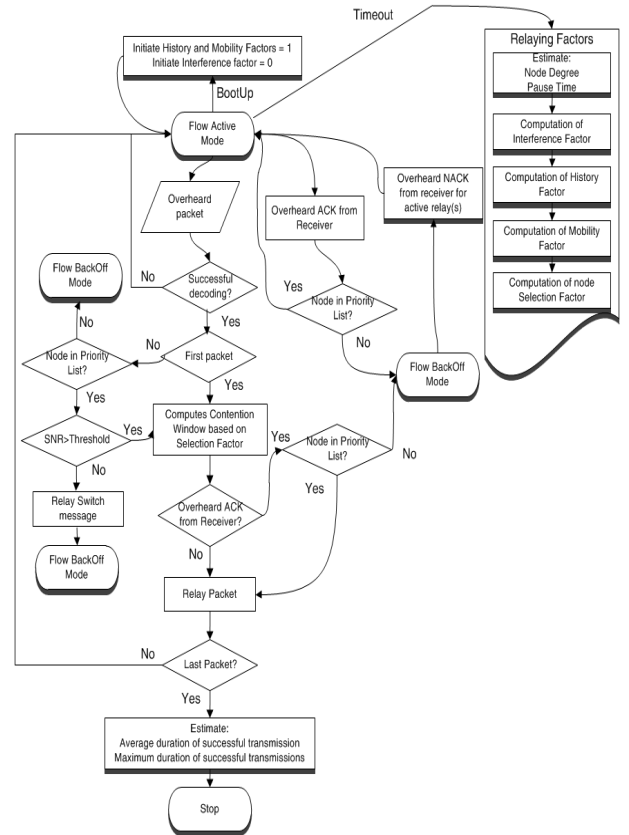 Timeout
Initiate History and Mobility Factors = 1
Initiate Interference factor = 0
BootUp
Flow Active
Mode
Relaying Factors
Estimate:
Node Degree
Pause Time
Computation of
Interference Factor
Computation of History
Factor
Computation of Mobility
Factor
Computation of node
Selection Factor
Overheard
packet
Overheard ACK from
Receiver
Overheard NACK
from receiver for
active relay(s)
Flow BackOff
Mode
No
Successful
decoding?
Yes
Node in Priority
List?
No
Yes
No
Node in Priority
List?
No
First packet
Yes
Flow BackOff
Mode
Yes
SNR>Threshold
Yes
No
Computes Contention
Window based on
Selection Factor
Yes
Node in Priority
List?
No
Yes
Relay Switch
message
Overheard ACK
from Receiver?
No
Flow BackOff
Mode
Relay Packet
No
Last Packet?
Yes
Estimate:
Average duration of successful transmission
Maximum duration of successful transmissions
Stop